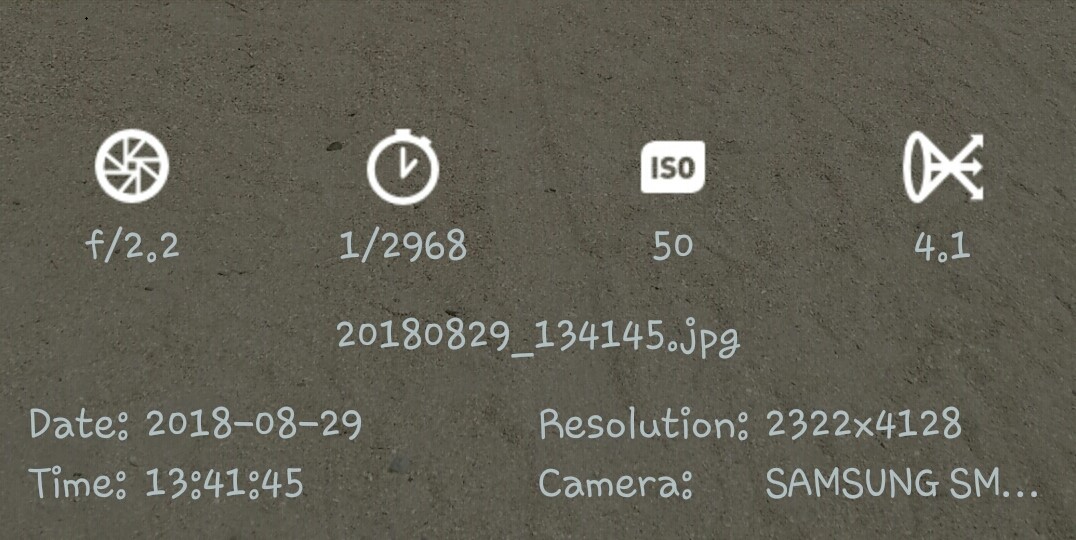 ISO
f/2.2 1/2968 50 4.1
20180829_134145.jpg
Date: 2018-08-29 Resolution: 2322x4128
Time: 13:41:45 Camera: SAMSUNG SM...